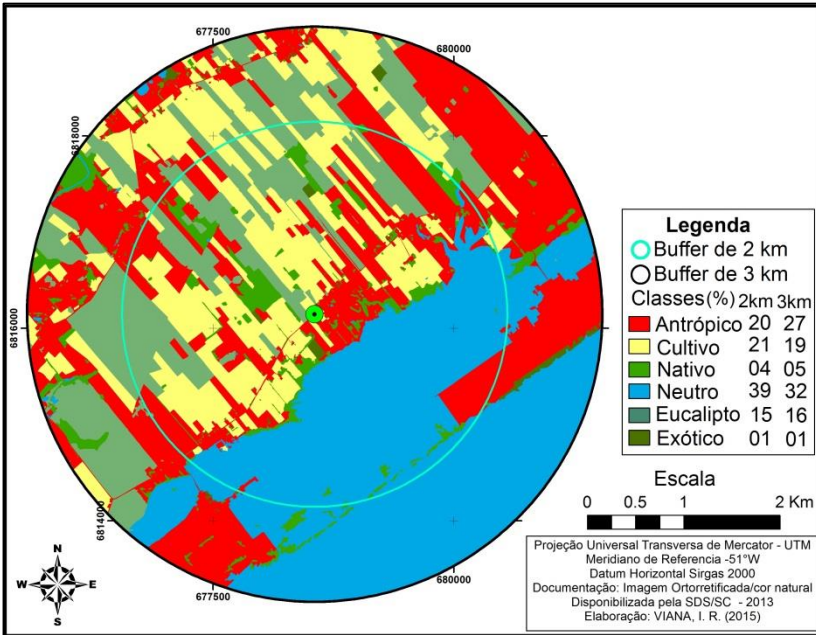 677500
680000
6818000
6816000
6814000
677500
680000
N
W E
S
Legenda
Buffer de 2 km
Buffer de 3 km
Classes(%) 2km 3km
Antrópico 20 27
Cultivo 21 19
Nativo 04 05
Neutro 39 32
Eucalipto 15 16
Exótico 01 01
Escala
0 0,5 1 2 Km
Projeção Universal Transversa de Mercator - UTM
Meridiano de Referencia -51°W
Datum Horizontal Sirgas 2000
Documentação: Imagem Ortorretificada/cor natural
Disponibilizada pela SDS/SC - 2013
Elaboração: VIANA, I. R. (2015)